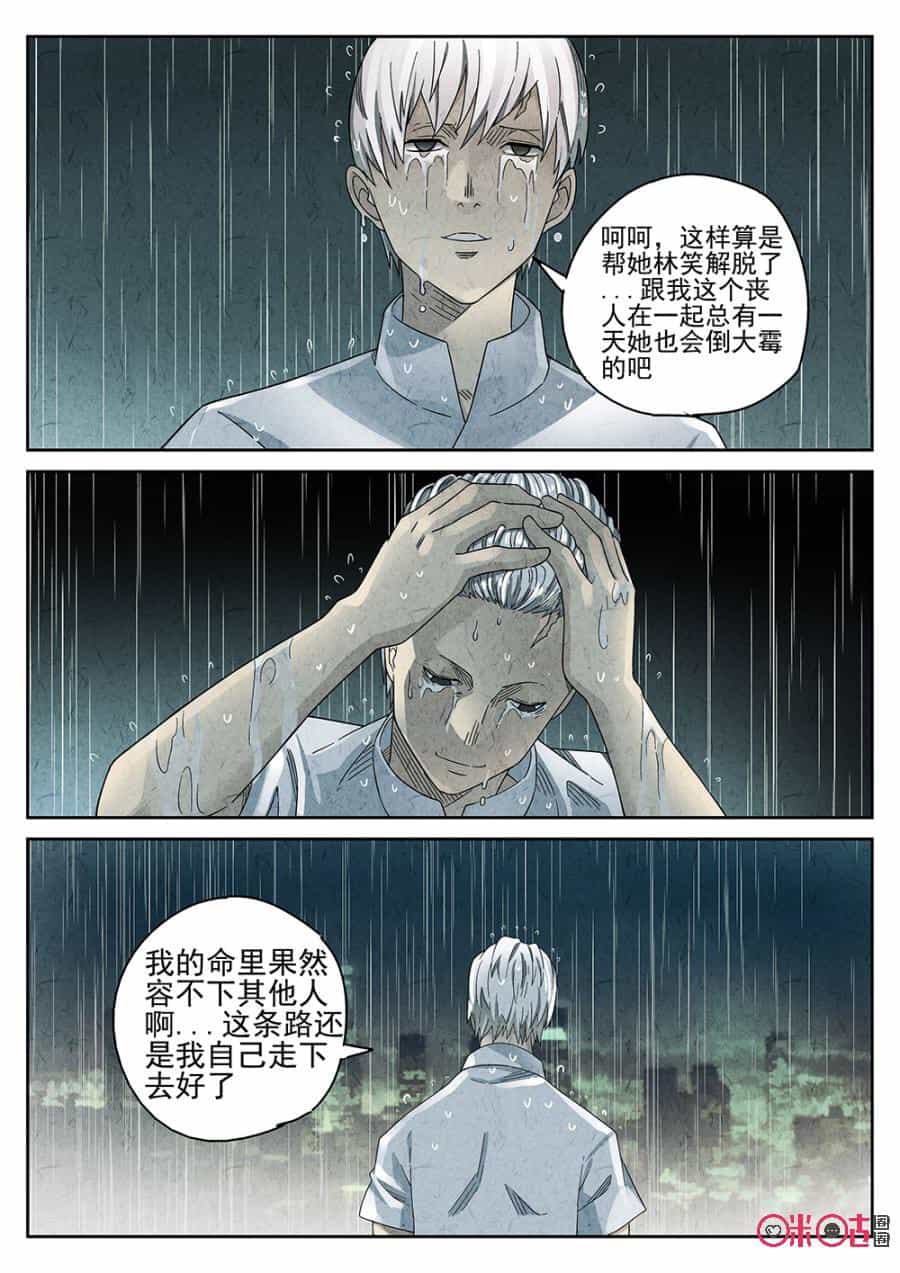 呵呵，这样算是
帮她林笑解脱了
...跟我这个丧
人在一起总有一
天她也会倒大霉
的吧
我的命里果然
容不下其他人
啊...这条路还
是我自己走下
去好了
咪咕圈圈